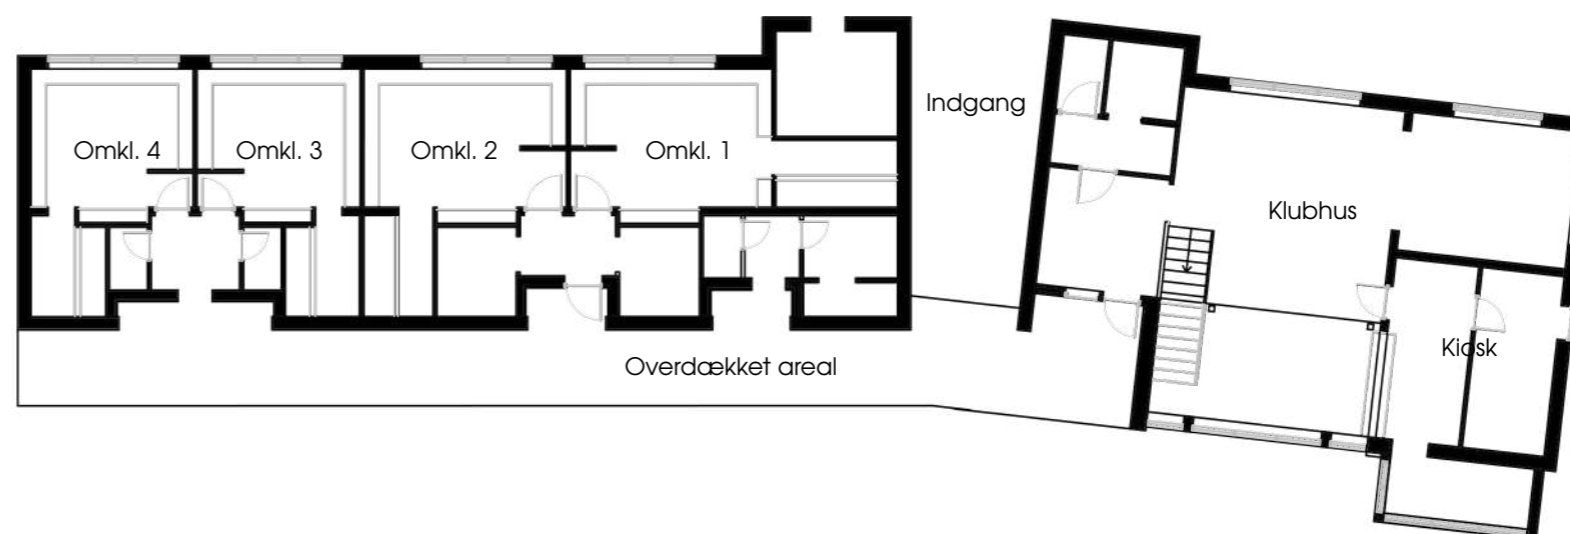 Indgang
Omkl. 4
Omkl. 3
Omkl. 2
Omkl. 1
Klubhus
Kiosk
Overdækket areal